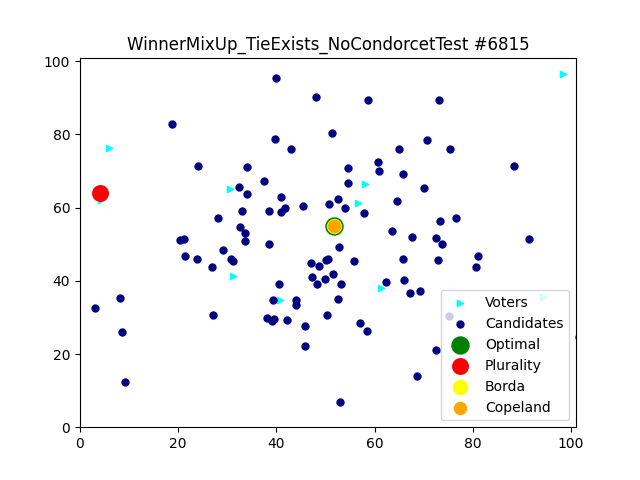 WinnerMixUp_TieExists_NoCondorcetTest #6815
100
80
60
40
20
0
0 20 40 60 80 100
Voters
Candidates
Optimal
Plurality
Borda
Copeland